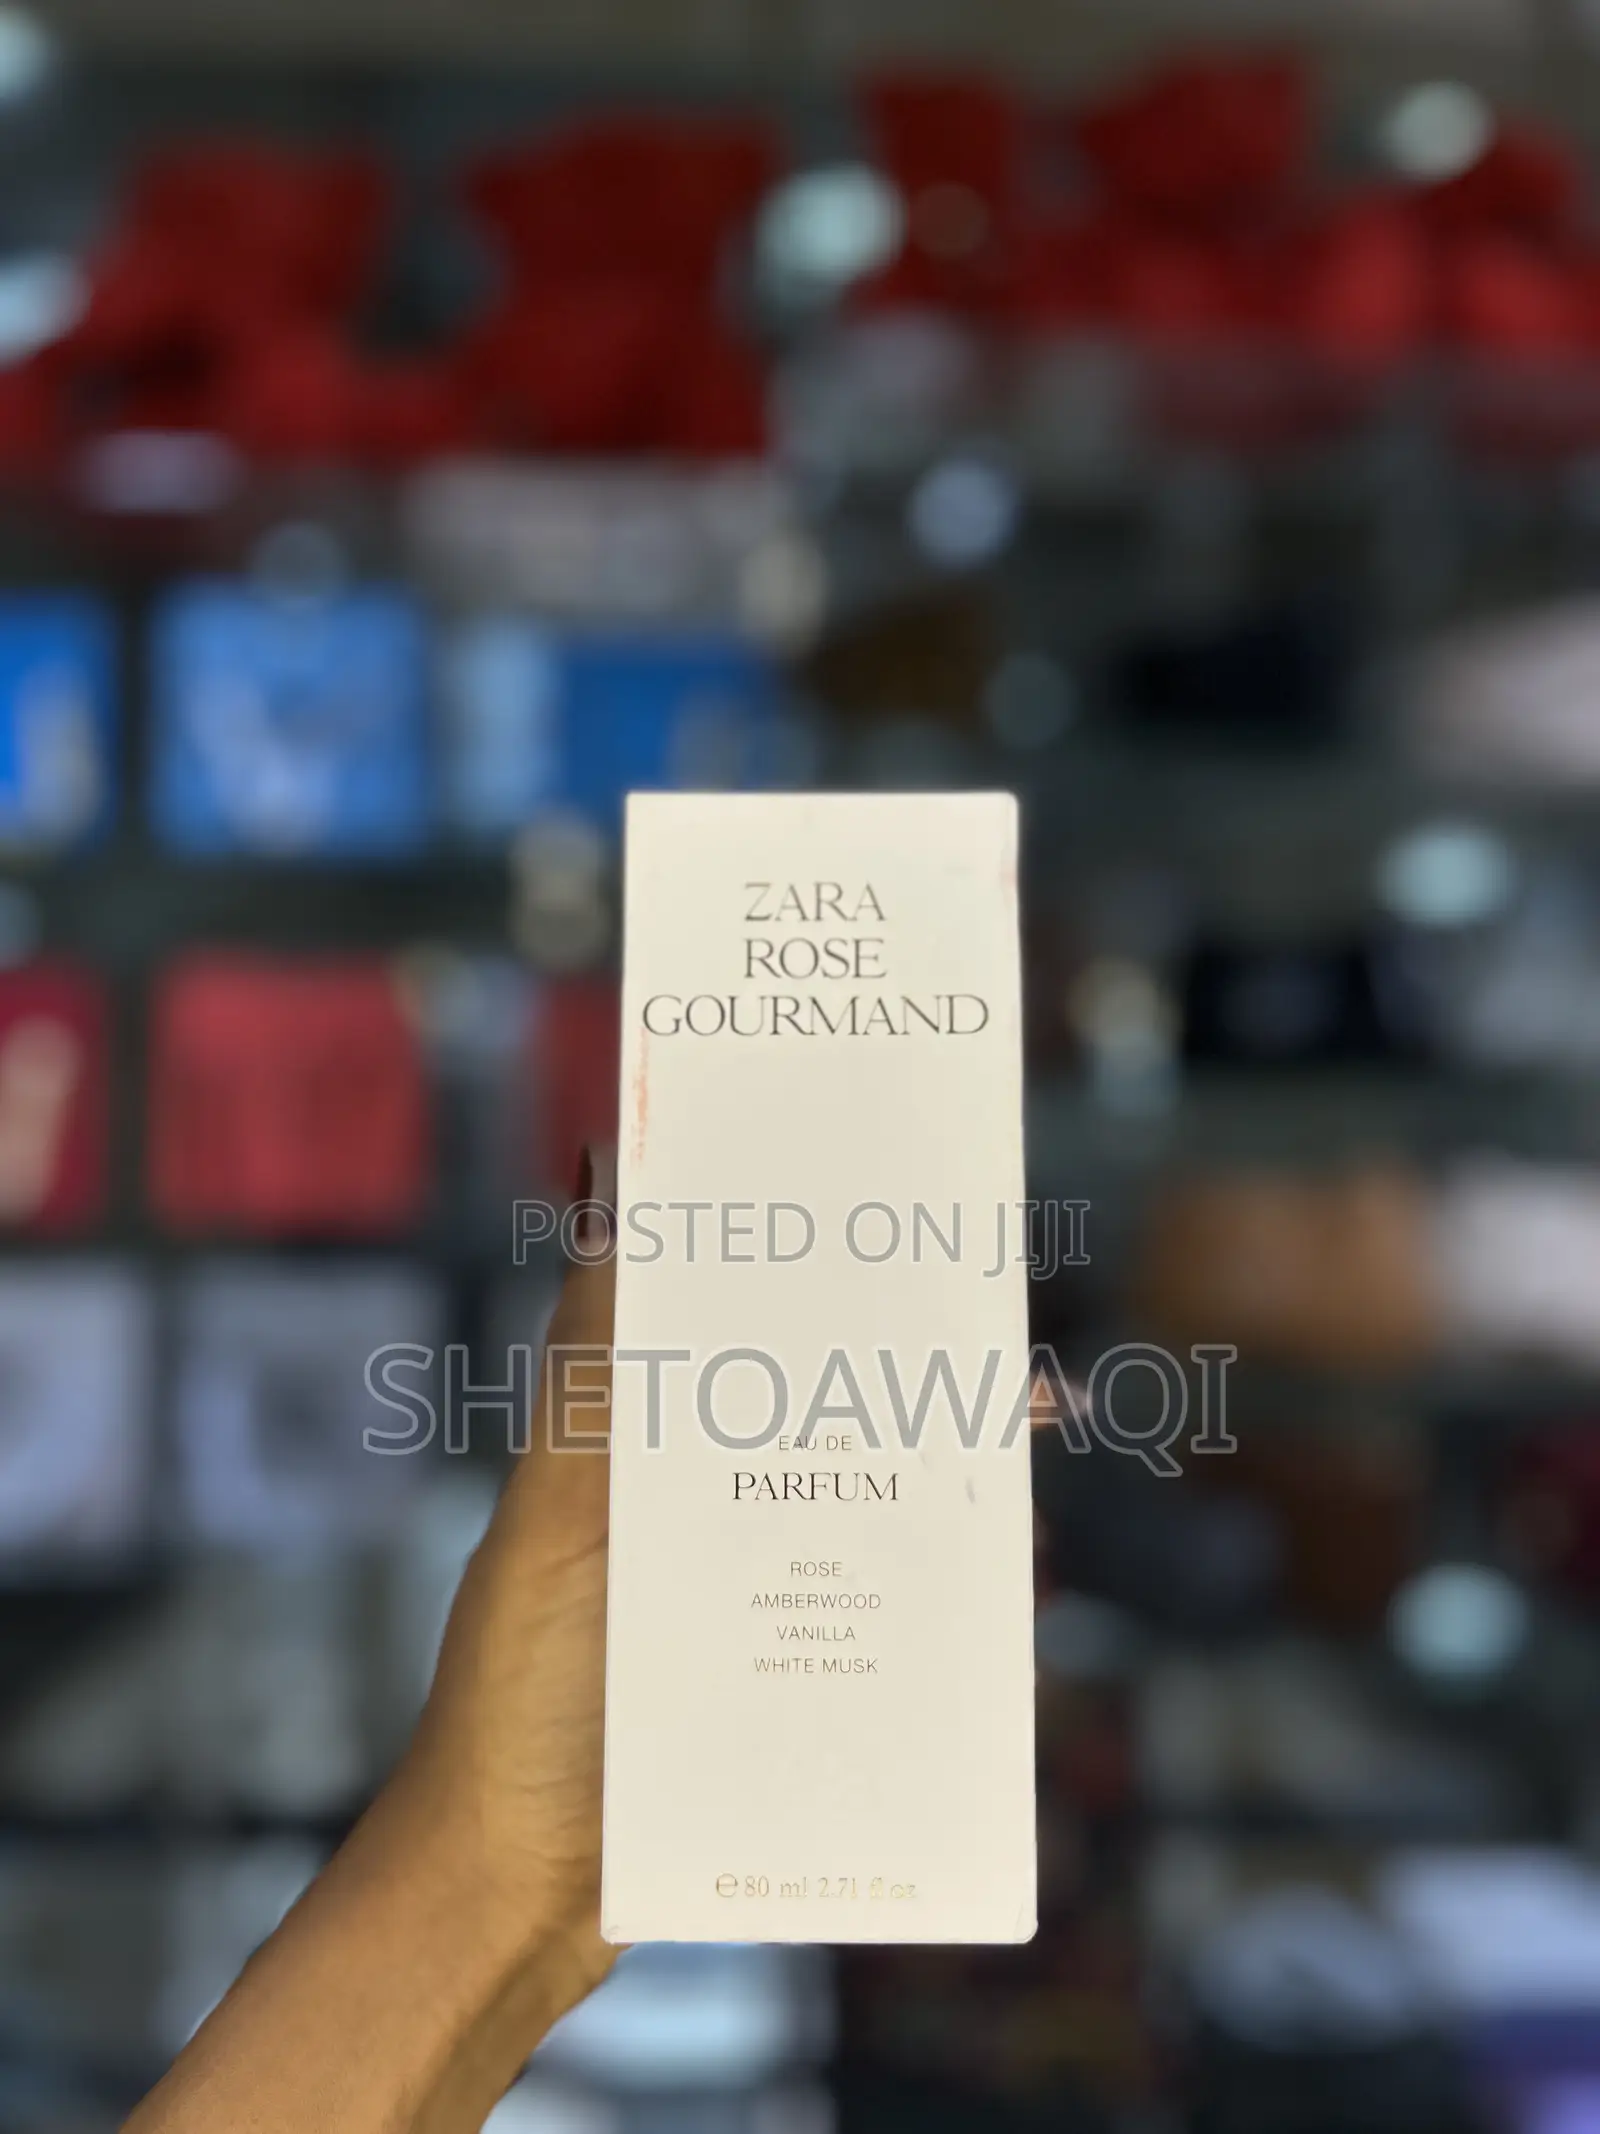 ZARA
ROSE
GOURMAND
POSTED ON JIJI
SHETOAWAQI
EAU DE
PARFUM
ROSE
AMBERWOOD
VANILLA
WHITE MUSK
℮ 80 ml 2.71 fl oz